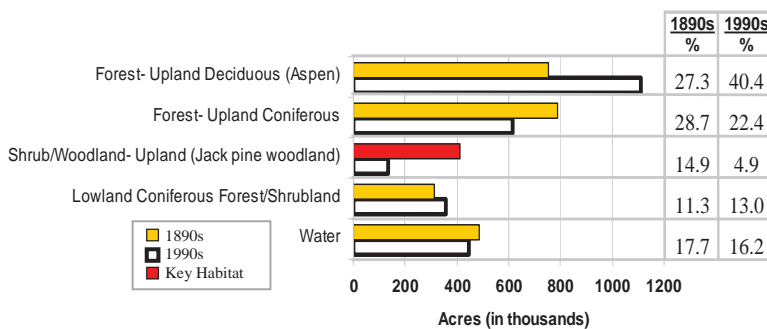 1890s 1990s
% %
Forest- Upland Deciduous (Aspen) 27.3 40.4
Forest- Upland Coniferous 28.7 22.4
Shrub/Woodland- Upland (Jack pine woodland) 14.9 4.9
Lowland Coniferous Forest/Shrubland 11.3 13.0
Water 17.7 16.2
1890s
1990s
Key Habitat
0 200 400 600 800 1000 1200
Acres (in thousands)